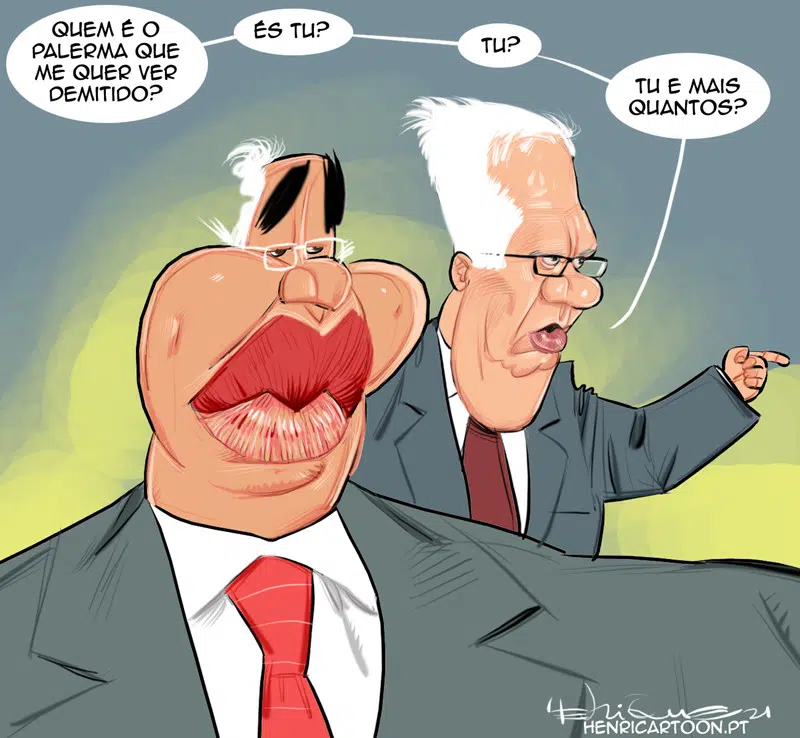 QUEM É O
PALERMA QUE
ME QUER VER
DEMITIDO?
ÉS TU?
TU?
TU E MAIS
QUANTOS?
HENRICARTOON.PT